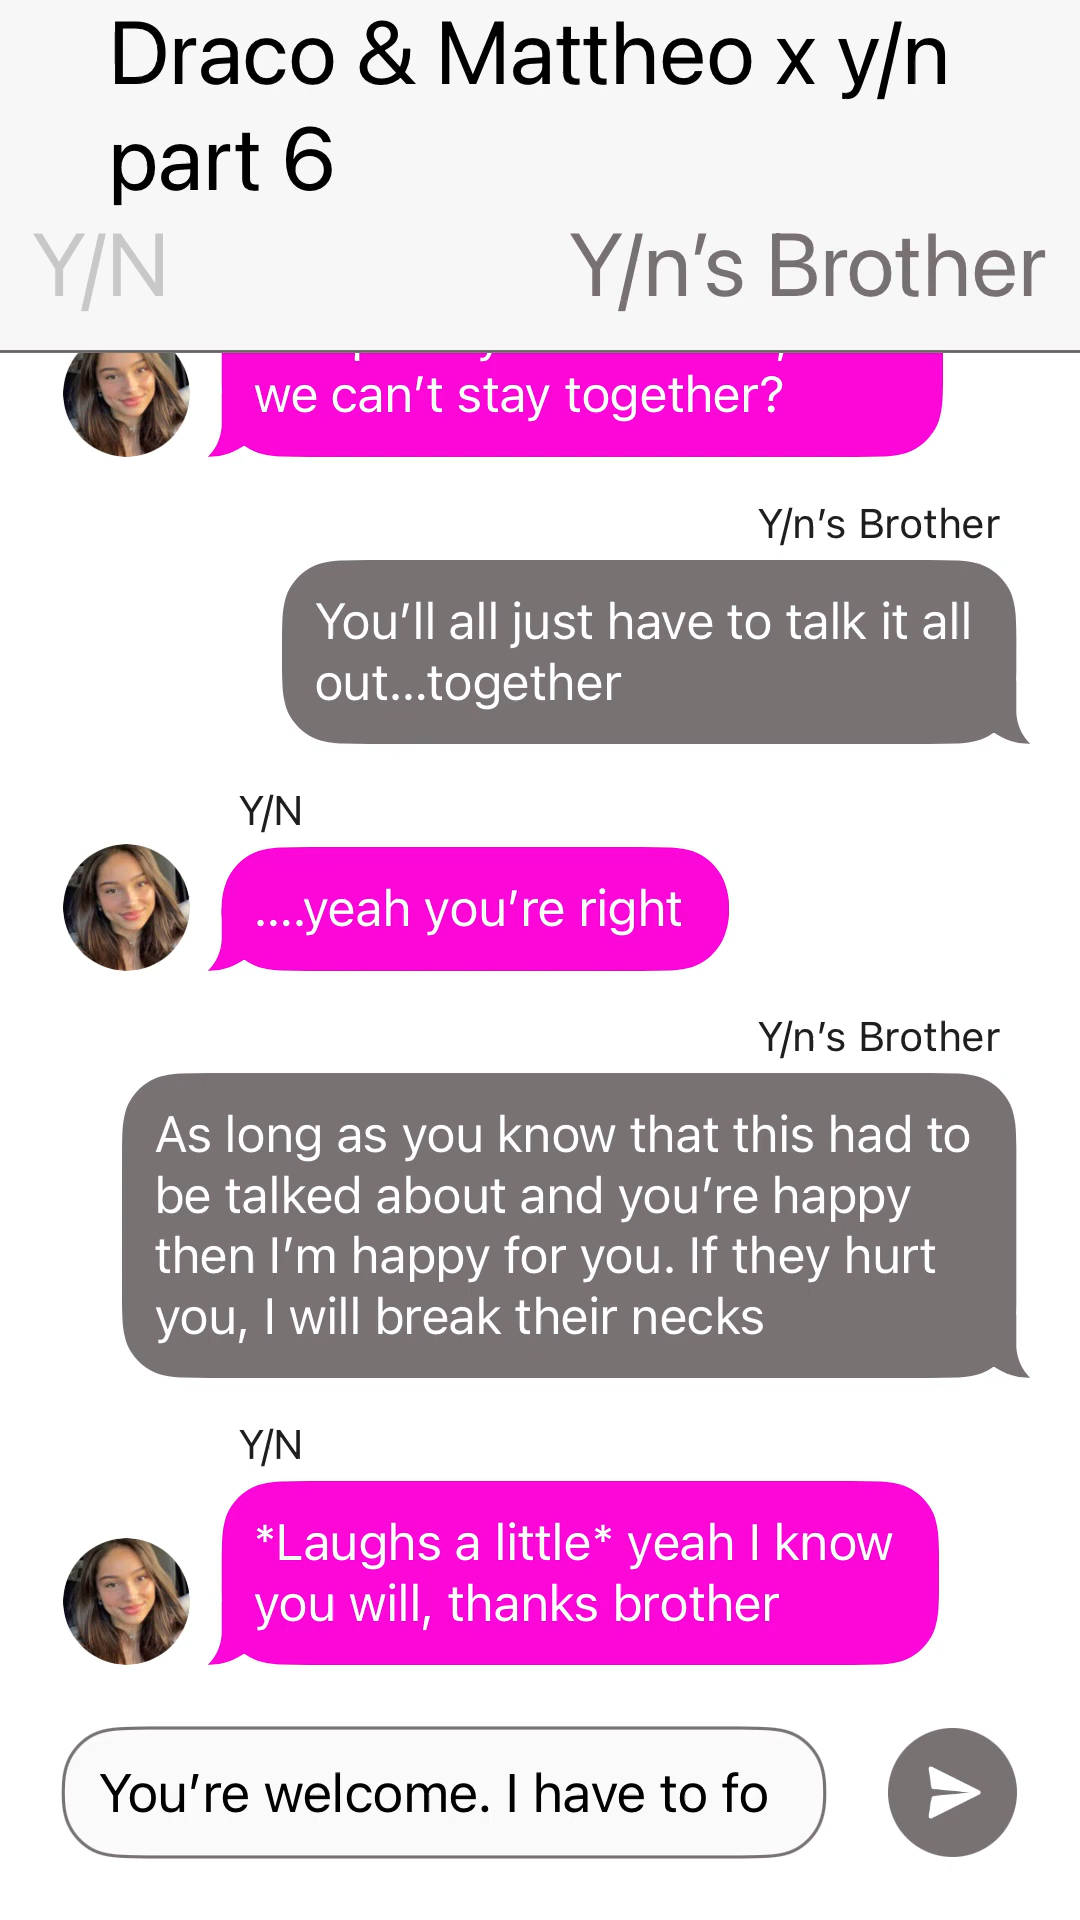 Draco & Mattheo x y/n
part 6
Y/N
Y/n's Brother
we can't stay together?
Y/n's Brother
You'll all just have to talk it all
out...together
Y/N
....yeah you're right
Y/n's Brother
As long as you know that this had to
be talked about and you're happy
then I'm happy for you. If they hurt
you, I will break their necks
Y/N
*Laughs a little* yeah I know
you will, thanks brother
You're welcome. I have to fo